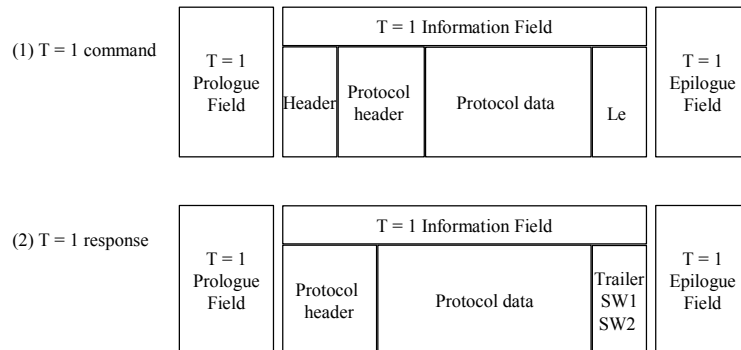 (1) T = 1 command
T = 1
Prologue
Field
T = 1 Information Field
Header
Protocol
header
Protocol data
Le
T = 1
Epilogue
Field
(2) T = 1 response
T = 1
Prologue
Field
T = 1 Information Field
Protocol
header
Protocol data
Trailer
SW1
SW2
T = 1
Epilogue
Field